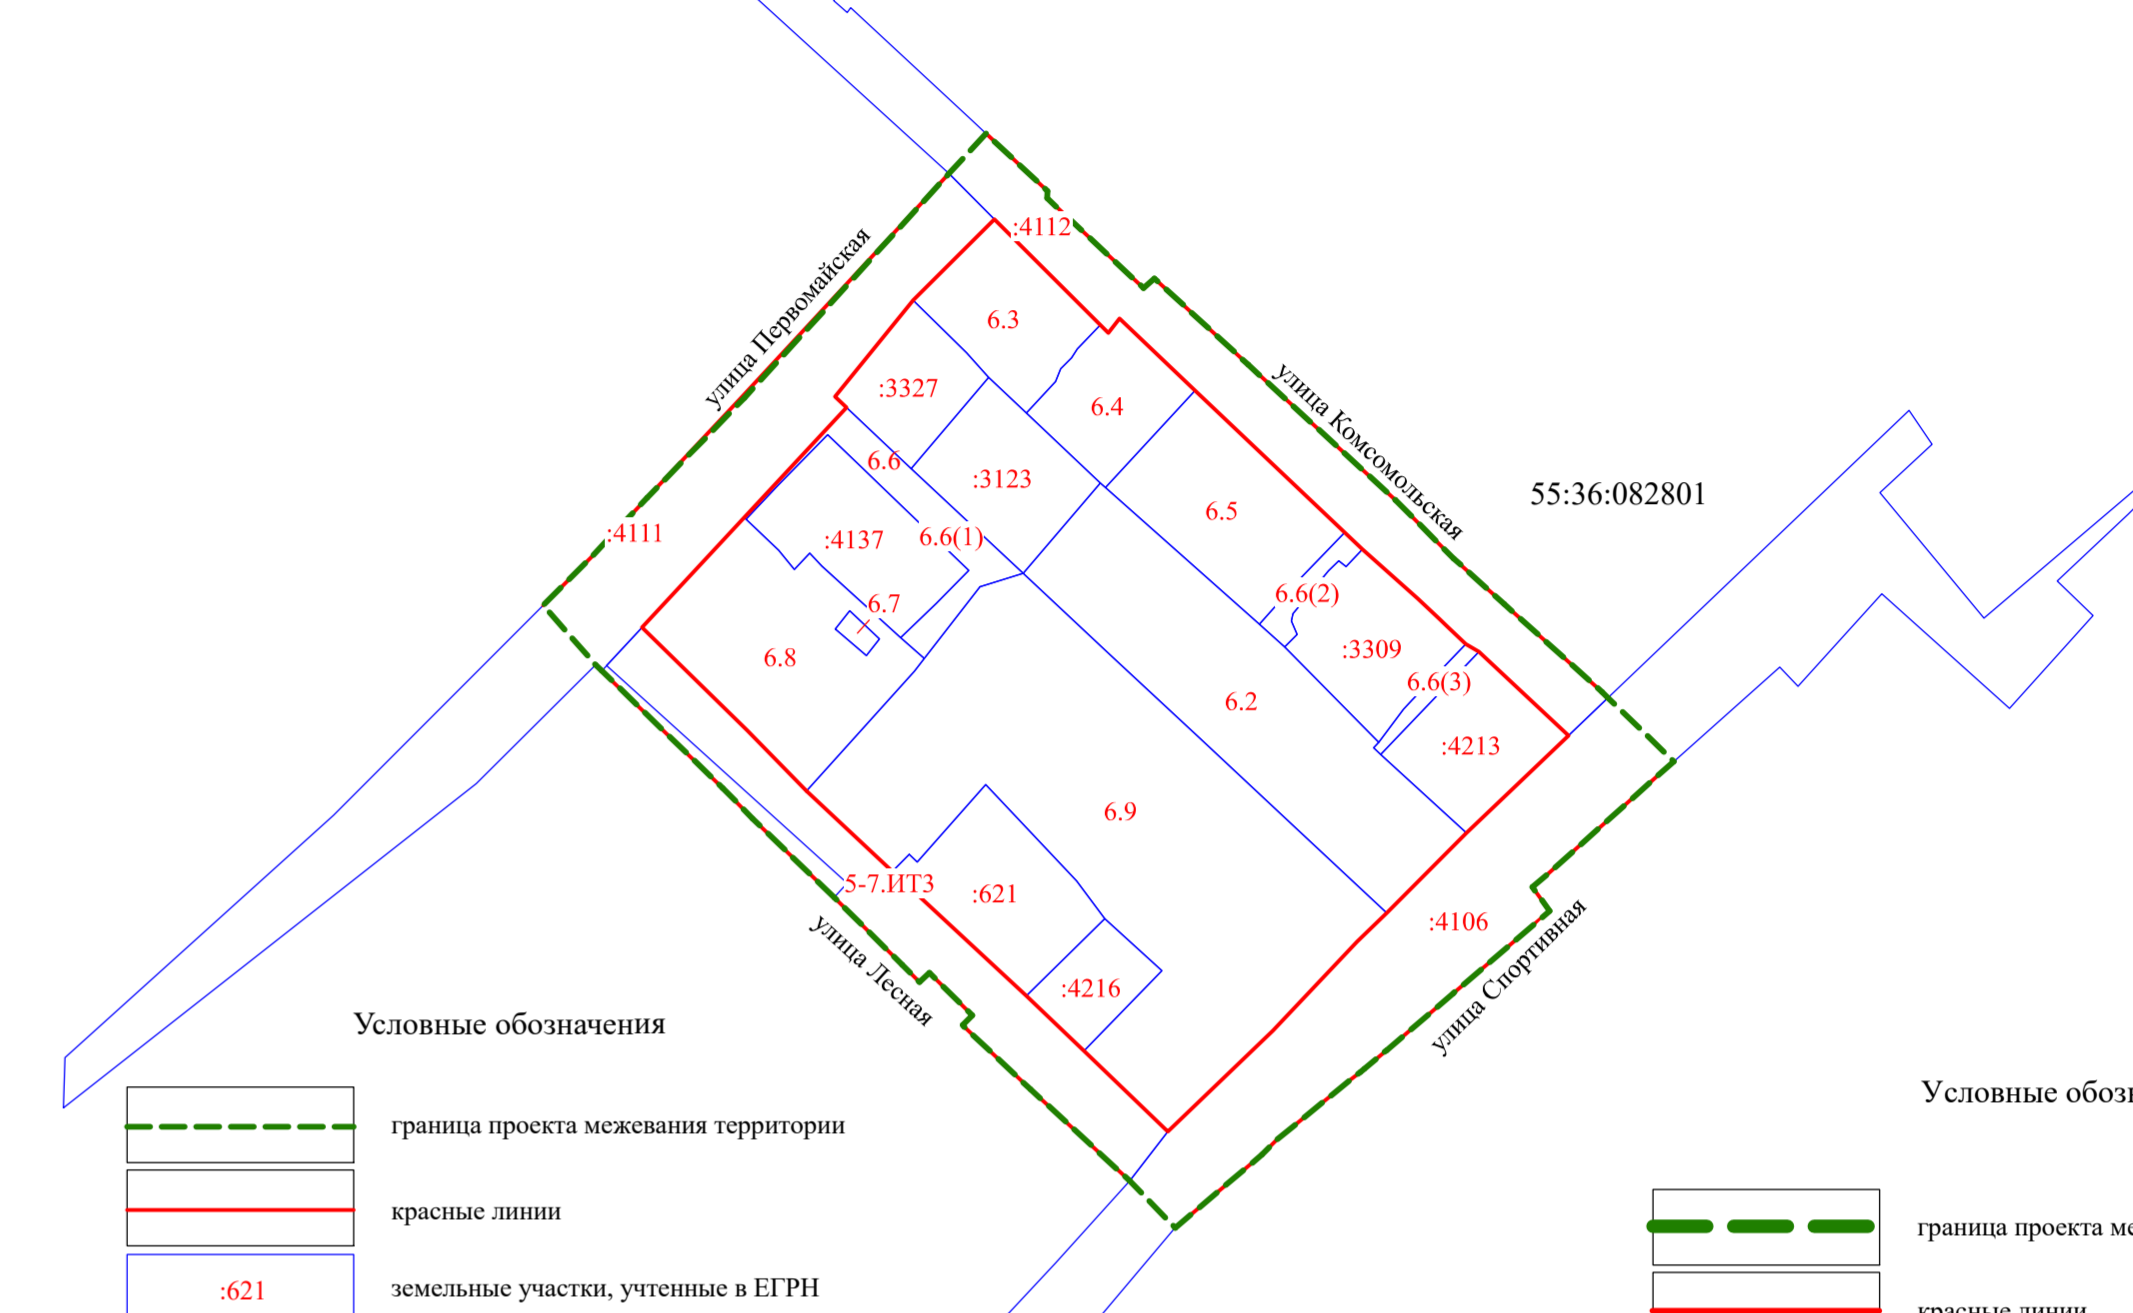 :4112
улица Первомайская
6.3
:3327
6.4
улица Комсомольская
6.6
:3123
55:36:082801
6.5
:4111
:4137
6.6(1)
6.7
6.6(2)
6.8
:3309
6.6(3)
6.2
:4213
6.9
5-7.ИТЗ
:621
:4106
улица Лесная
улица Спортивная
:4216
Условные обозначения
граница проекта межевания территории
красные линии
:621
земельные участки, учтенные в ЕГРН
Условные
граница проекта
красные линии